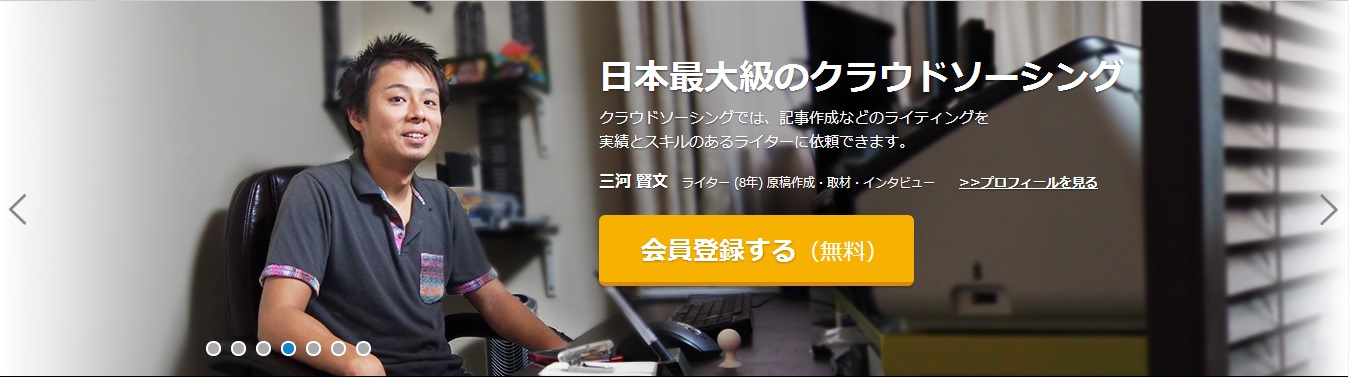 日本最大級のクラウドソーシング
クラウドソーシングでは、記事作成などのライティングを
実績とスキルのあるライターに依頼できます。
三河 賢文 ライター (8年) 原稿作成・取材・インタビュー >>プロフィールを見る
会員登録する（無料）